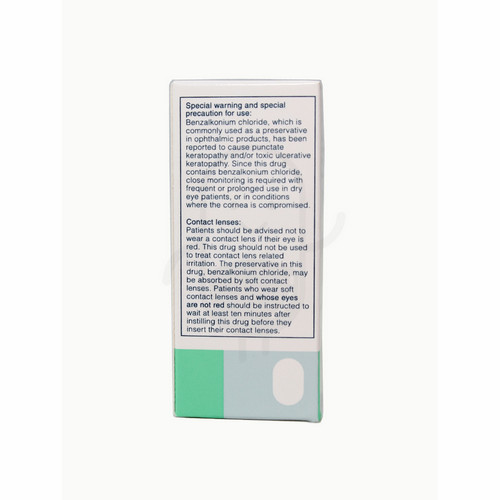 Special warning and special
precaution for use:
Benzalkonium chloride, which is
commonly used as a preservative
in ophthalmic products, has been
reported to cause punctate
keratopathy and/or toxic ulcerative
keratopathy. Since this drug
contains benzalkonium chloride,
close monitoring is required with
frequent or prolonged use in dry
eye patients, or in conditions
where the cornea is compromised.
Contact lenses:
Patients should be advised not to
wear a contact lens if their eye is
red. This drug should not be used
to treat contact lens related
irritation. The preservative in this
drug, benzalkonium chloride, may
be absorbed by soft contact
lenses. Patients who wear soft
contact lenses and whose eyes
are not red should be instructed to
wait at least ten minutes after
instilling this drug before they
insert their contact lenses.